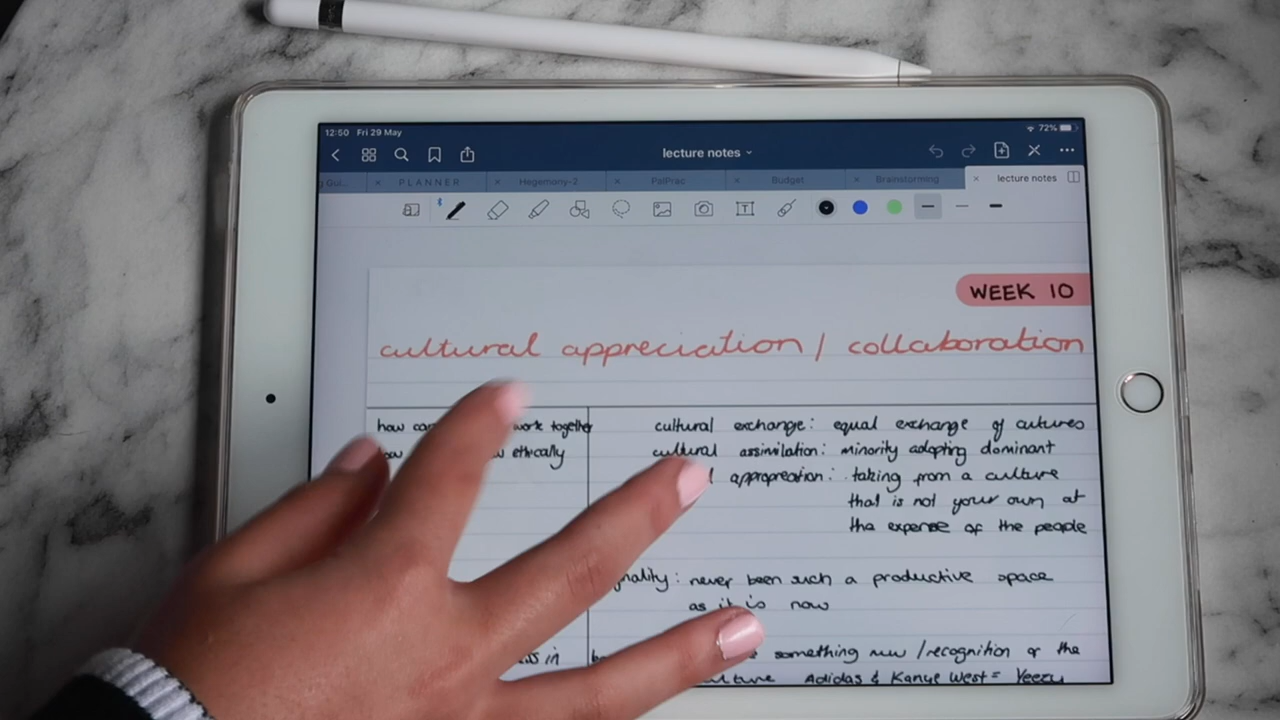 12:50 Fri 29 May
72%
lecture notes
PLANNER
Hegemony-2
PalPrac
Budget
Brainstorming
lecture notes
WEEK 10
cultural appreciation / collaboration
how work together
ethically
cultural exchange: equal exchange of cultures
cultural assimilation: minority adopting dominant
appropreation: taking from a culture
that is not your own at
the expense of the people
never been such a productive space
as it is now
something new / recognition of the
Adidas & Kanye West = Yeezy
in